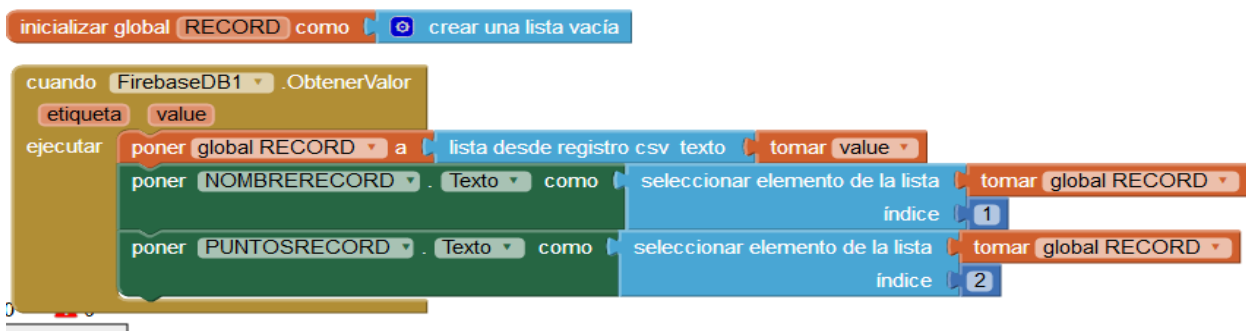 inicializar global RECORD como crear una lista vacía
cuando FirebaseDB1 .ObtenerValor
etiqueta value
ejecutar poner global RECORD a lista desde registro csv texto tomar value
poner NOMBRERECORD . Texto como seleccionar elemento de la lista tomar global RECORD
índice 1
poner PUNTOSRECORD . Texto como seleccionar elemento de la lista tomar global RECORD
índice 2